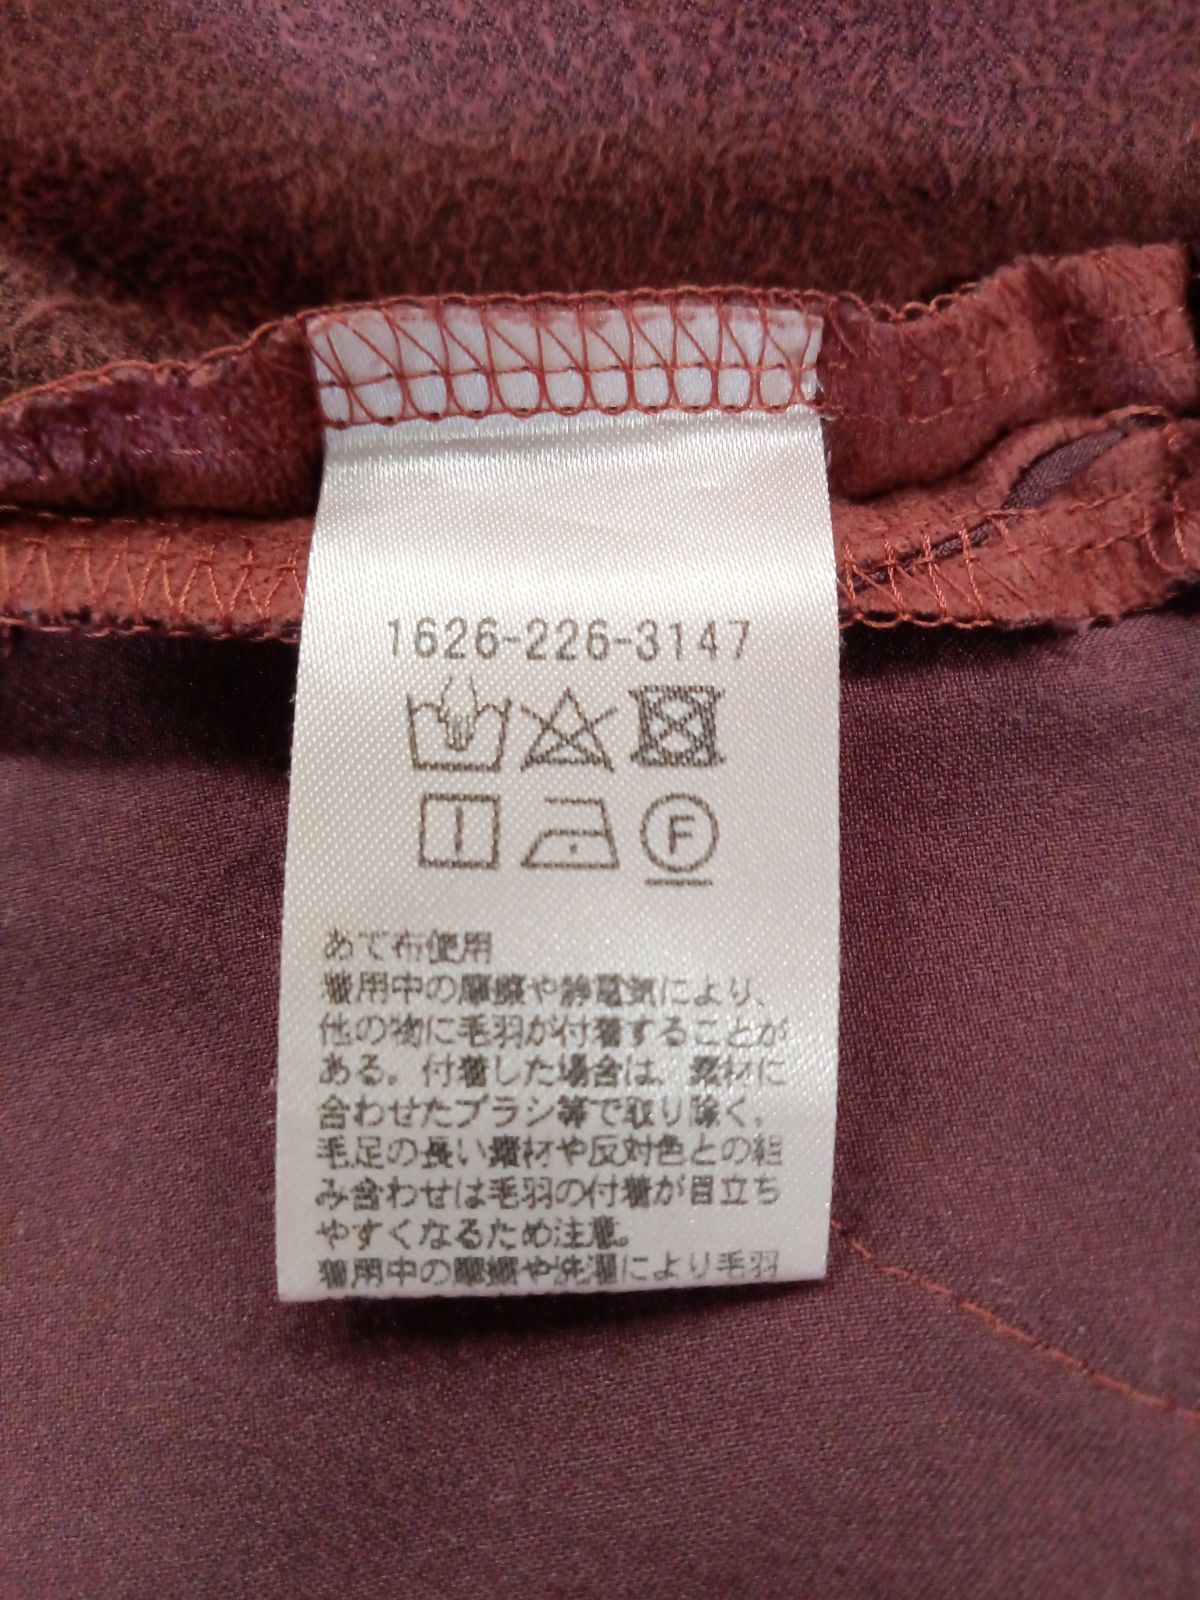 1626-226-3147
F
あて布使用
着用中の摩擦や静電気により、
他の物に毛羽が付着することが
ある。付着した場合は、素材に
合わせたブラシ等で取り除く。
毛足の長い素材や反対色との組
み合わせは毛羽の付着が目立ち
やすくなるため注意。
着用中の摩擦や洗濯により毛羽